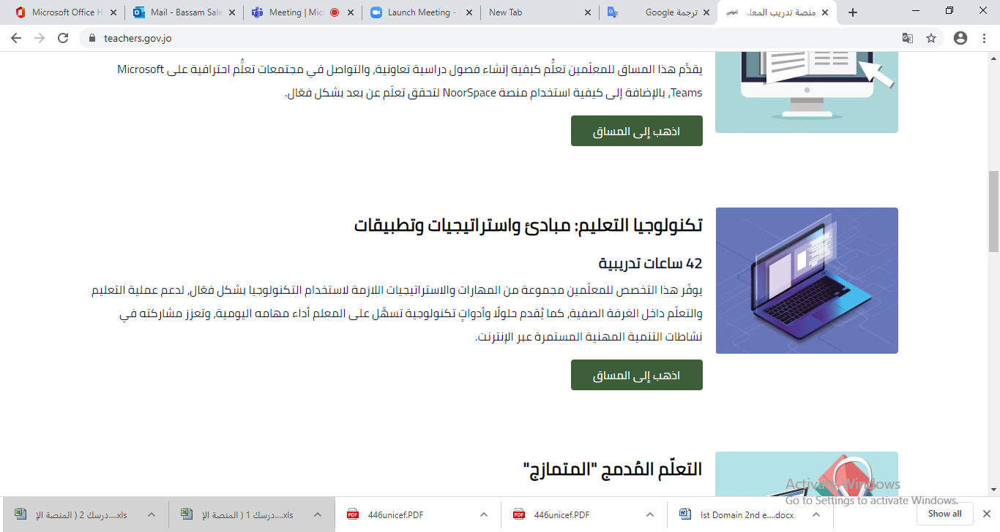 Microsoft Office H
Mail - Bassam Sale
Meeting | Mic
Launch Meeting -
New Tab
ترجمة Google
منصة تدريب المعلم
teachers.gov.jo
يقدّم هذا المساق للمعلّمين تعلُّم كيفية إنشاء فصول دراسية تعاونية، والتواصل في مجتمعات تعلُّم احترافية على Microsoft
Teams، بالإضافة إلى كيفية استخدام منصة NoorSpace لتحقق تعلّم عن بعد بشكل فعّال.
اذهب إلى المساق
تكنولوجيا التعليم: مبادئ واستراتيجيات وتطبيقات
42 ساعات تدريبية
يوفّر هذا التخصص للمعلّمين مجموعة من المهارات والاستراتيجيات اللازمة لاستخدام التكنولوجيا بشكل فعّال، لدعم عملية التعليم
والتعلّم داخل الغرفة الصفية، كما يُقدم حلولًا وأدواتٍ تكنولوجية تسهِّل على المعلم أداء مهامه اليومية، وتعزز مشاركته في
نشاطات التنمية المهنية المستمرة عبر الإنترنت.
اذهب إلى المساق
التعلّم المُدمج "المتمازج"
Activate Windows
Go to Settings to activate Windows.
درسك 2 ( المنصة الإ....xls
درسك 1 ( المنصة الإ....xls
446unicef.PDF
446unicef.PDF
Ist Domain 2nd e....docx
Show all